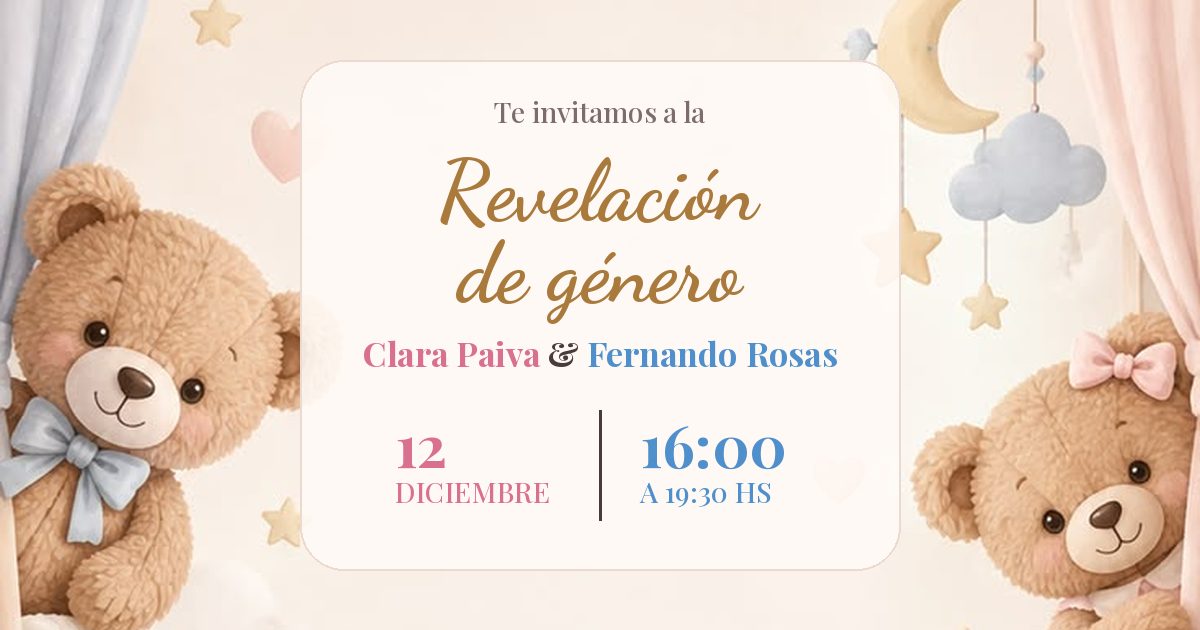 Te invitamos a la
Revelación
de género
Clara Paiva & Fernando Rosas
12
DICIEMBRE
16:00
A 19:30 HS